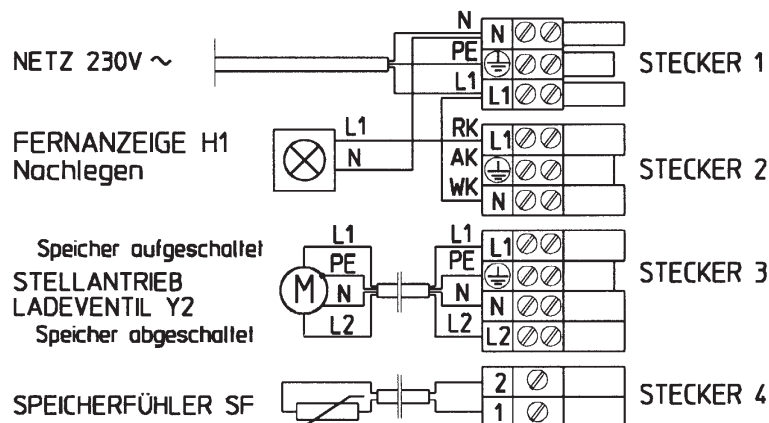 NETZ 230V ~
N
PE
L1
N
L1
STECKER 1
FERNANZEIGE H1
Nachlegen
L1
N
RK
AK
WK
L1
N
STECKER 2
Speicher aufgeschaltet
STELLANTRIEB
LADEVENTIL Y2
Speicher abgeschaltet
M
L1
PE
N
L2
L1
PE
N
L2
L1
N
L2
STECKER 3
SPEICHERFÜHLER SF
2
1
STECKER 4